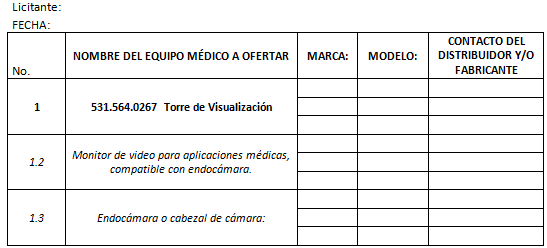 Licitante:
FECHA:
No.
NOMBRE DEL EQUIPO MÉDICO A OFERTAR
MARCA:
MODELO:
CONTACTO DEL
DISTRIBUIDOR Y/O
FABRICANTE
1
531.564.0267 Torre de Visualización
1.2
Monitor de video para aplicaciones médicas,
compatible con endocámara.
1.3
Endocámara o cabezal de cámara: